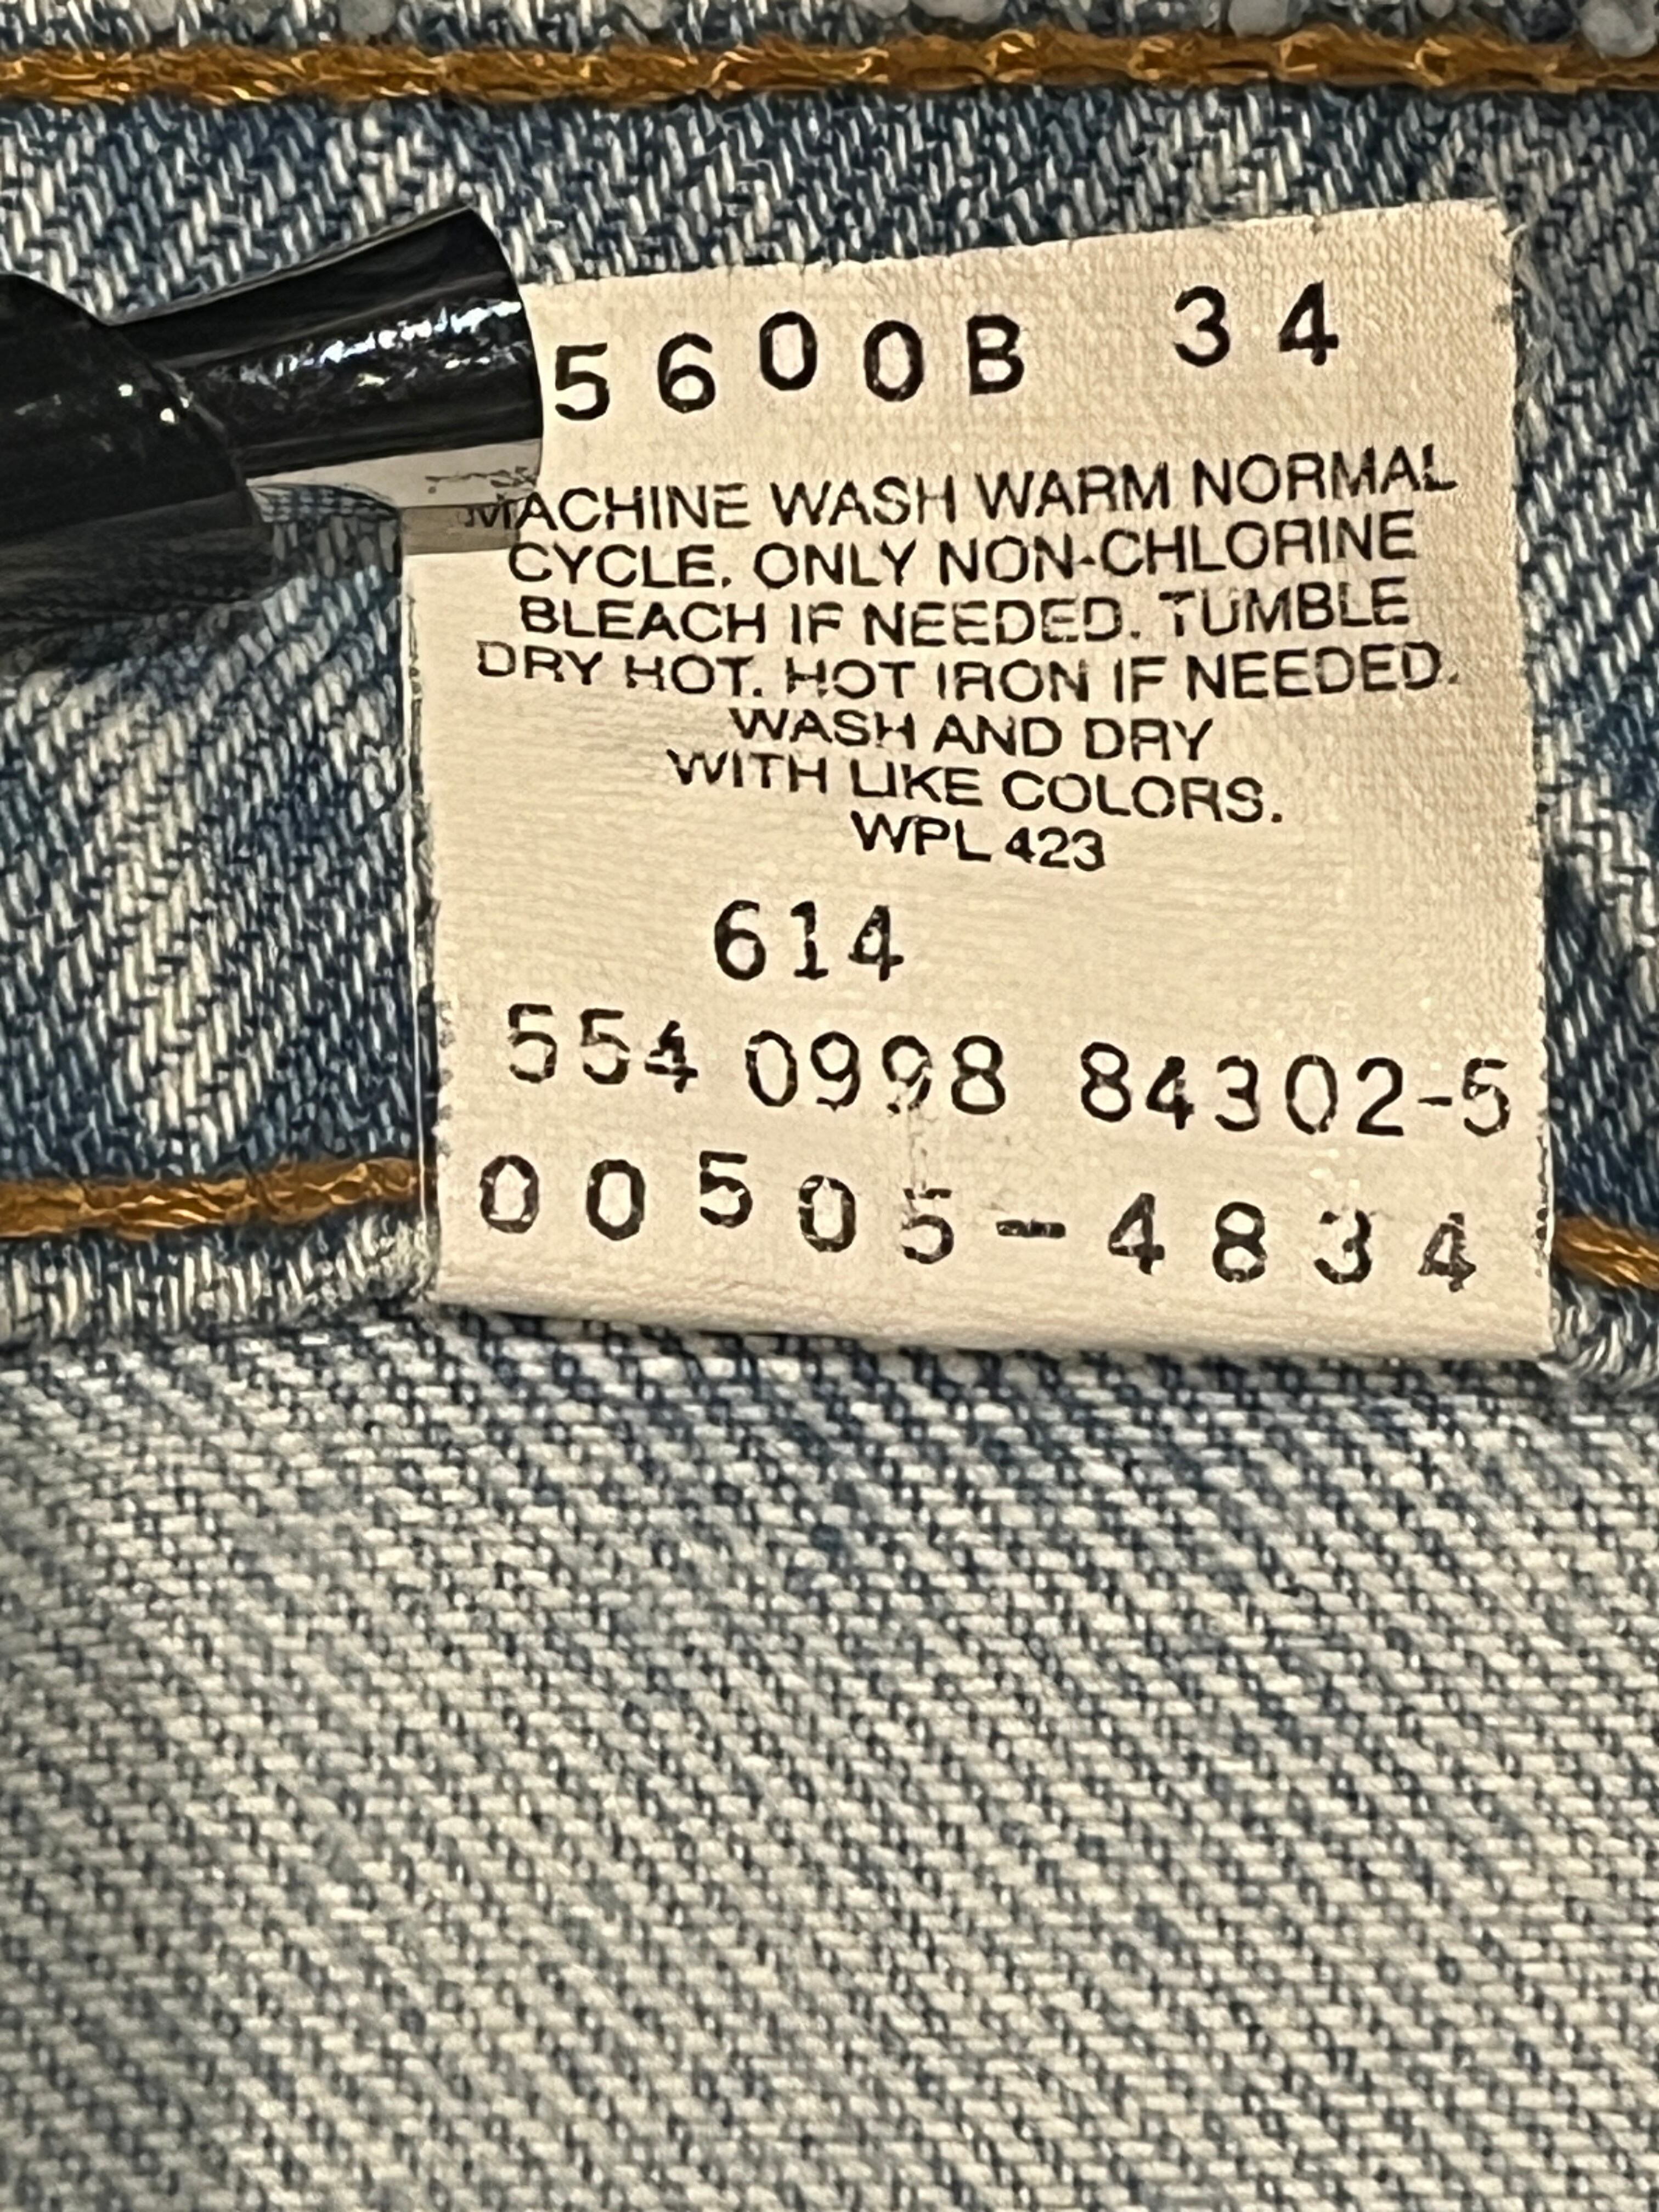 5600B 34
MACHINE WASH WARM NORMAL
CYCLE. ONLY NON-CHLORINE
BLEACH IF NEEDED. TUMBLE
DRY HOT. HOT IRON IF NEEDED.
WASH AND DRY
WITH LIKE COLORS.
WPL 423
614
554 0998 84302-5
00505-4834